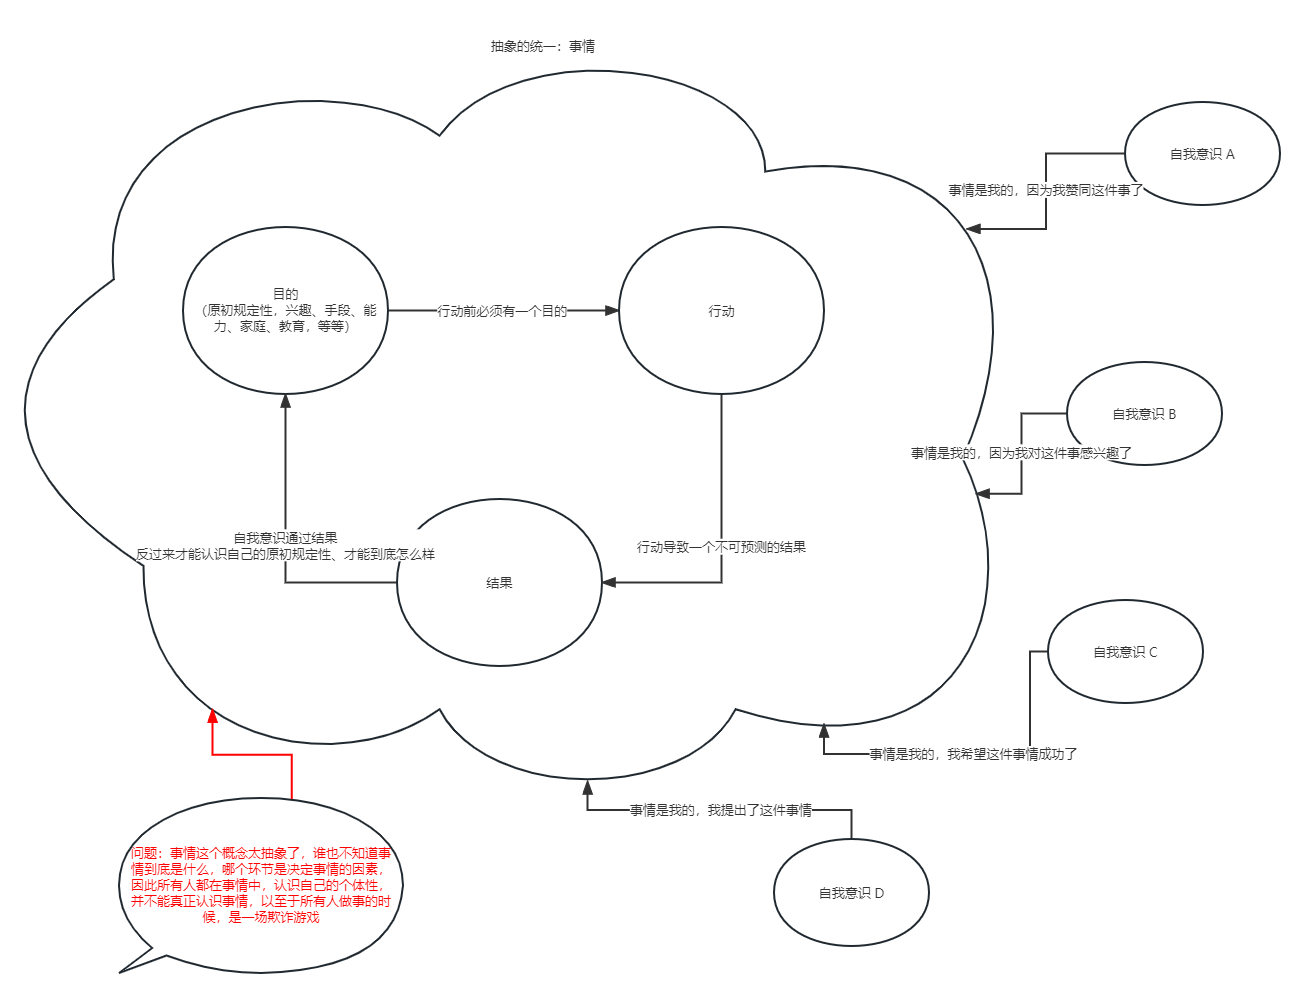 抽象的统一：事情
自我意识 A
事情是我的，因为我赞同这件事了
目的
（原初规定性，兴趣、手段、能
力、家庭、教育，等等）
行动前必须有一个目的
行动
自我意识 B
事情是我的，因为我对这件事感兴趣了
自我意识通过结果
反过来才能认识自己的原初规定性、才能到底怎么样
行动导致一个不可预测的结果
结果
自我意识 C
事情是我的，我希望这件事情成功了
事情是我的，我提出了这件事情
自我意识 D
问题：事情这个概念太抽象了，谁也不知道事
情到底是什么，哪个环节是决定事情的因素，
因此所有人都在事情中，认识自己的个体性，
并不能真正认识事情，以至于所有人做事的时
候，是一场欺诈游戏